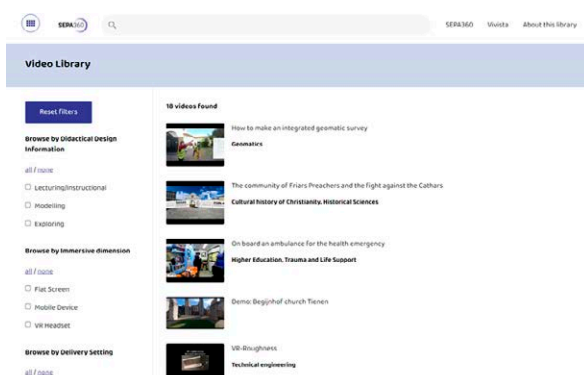 SEPA360
SEPA360
Vivista
About this library
Video Library
Reset filters
Browse by Didactical Design
Information
all / none
Lecturing/Instructional
Modelling
Exploring
Browse by Immersive dimension
all / none
Flat Screen
Mobile Device
VR Headset
Browse by Delivery Setting
all / none
18 videos found
How to make an integrated geomatic survey
Geomatics
The community of Friars Preachers and the fight against the Cathars
Cultural history of Christianity, Historical Sciences
On board an ambulance for the health emergency
Higher Education, Trauma and Life Support
Demo: Begijnhof church Tienen
VR-Roughness
Technical engineering